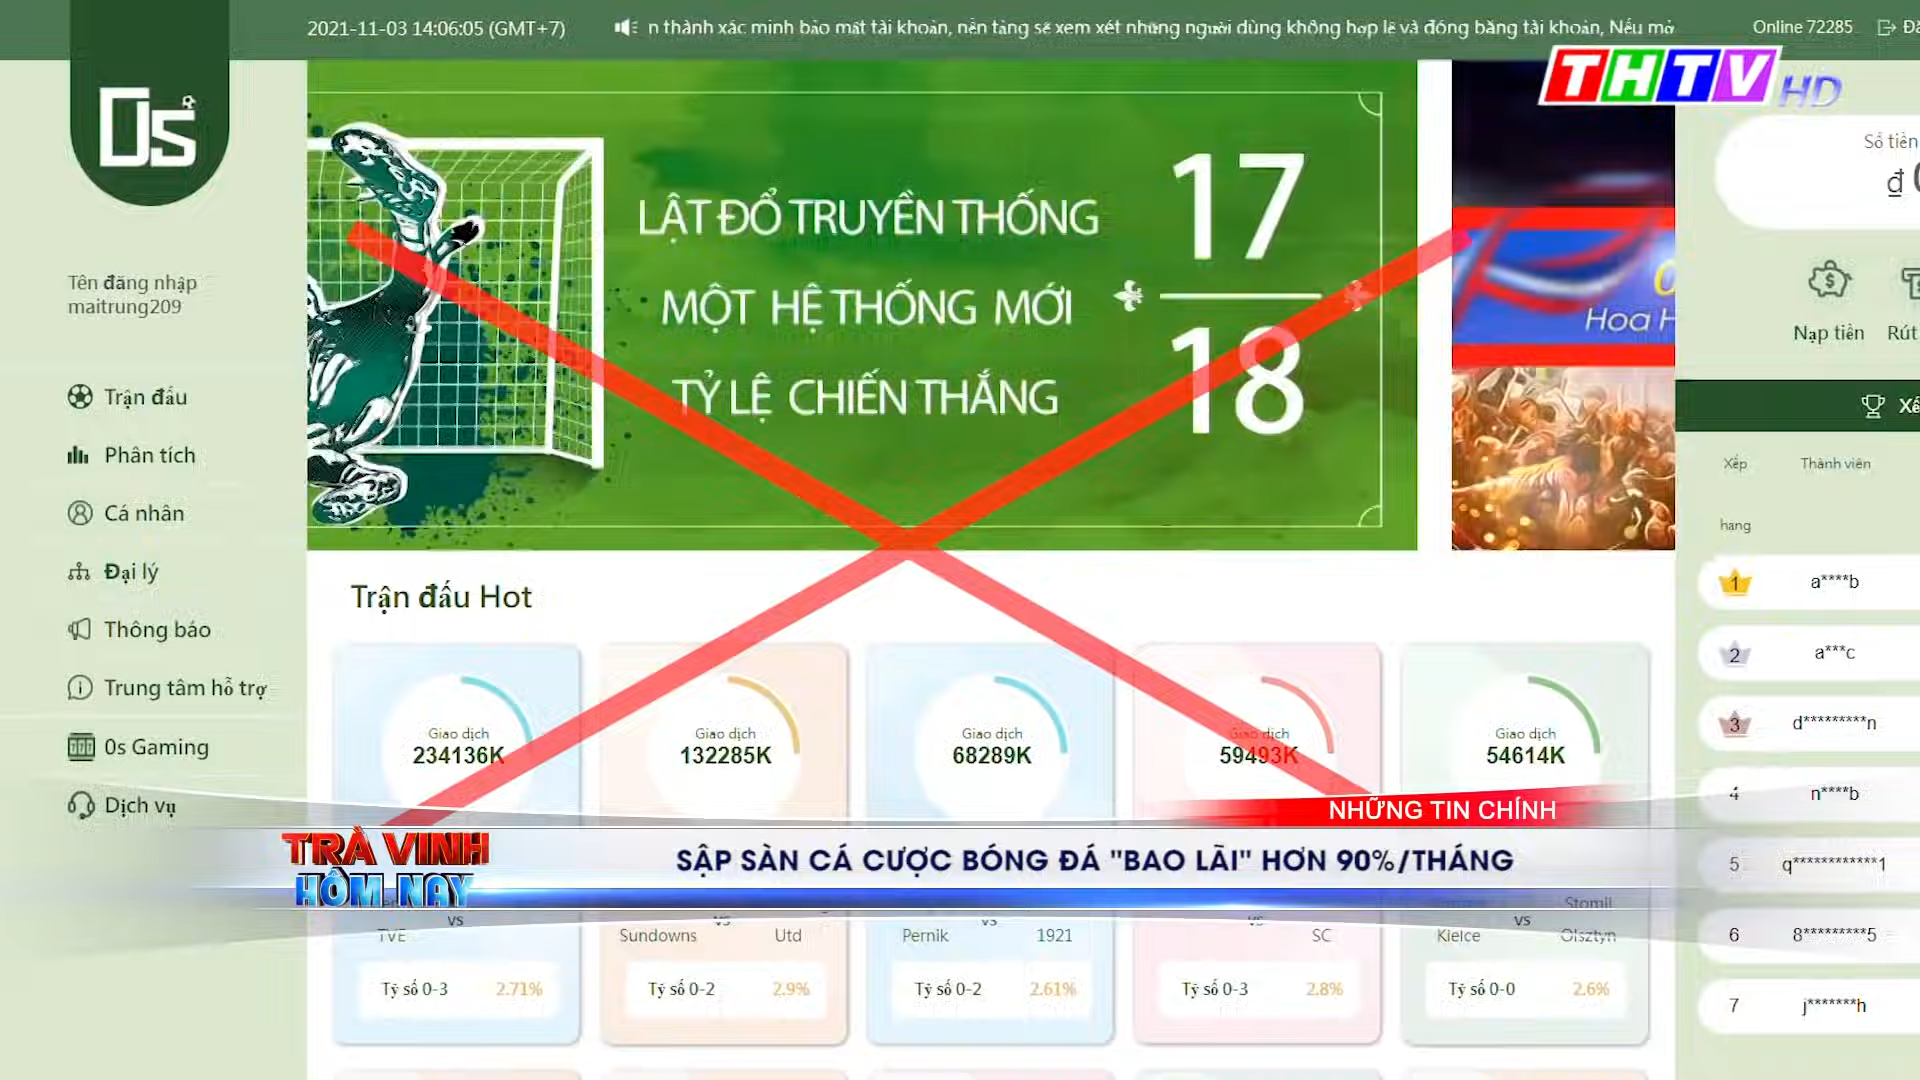 2021-11-03 14:06:05 (GMT+7)
n thành xác minh bảo mật tài khoản, nền tảng sẽ xem xét những người dùng không hợp lệ và đóng băng tài khoản, Nếu mở
Online 72285
THTV HD
0s
Số tiền
₫
Tên đăng nhập
maitrung209
LẬT ĐỔ TRUYỀN THỐNG
MỘT HỆ THỐNG MỚI
TỶ LỆ CHIẾN THẮNG
17
18
Hoa H
Nạp tiền
Rút
Trận đấu
Phân tích
Cá nhân
Đại lý
Thông báo
Trung tâm hỗ trợ
0s Gaming
Dịch vụ
Xếp
hang
Thành viên
1 a****b
2 a***c
3 d*********n
4 n****b
5 q************1
6 8*********5
7 j*******h
Trận đấu Hot
Giao dịch
234136K
Giao dịch
132285K
Giao dịch
68289K
Giao dịch
59493K
Giao dịch
54614K
NHỮNG TIN CHÍNH
TRÀ VINH
HÔM NAY
SẬP SÀN CÁ CƯỢC BÓNG ĐÁ "BAO LÃI" HƠN 90%/THÁNG
TVE vs
Sundowns vs Utd
Pernik vs 1921
vs SC
Kielce vs Stomil
Olsztyn
Tỷ số 0-3 2.71%
Tỷ số 0-2 2.9%
Tỷ số 0-2 2.61%
Tỷ số 0-3 2.8%
Tỷ số 0-0 2.6%